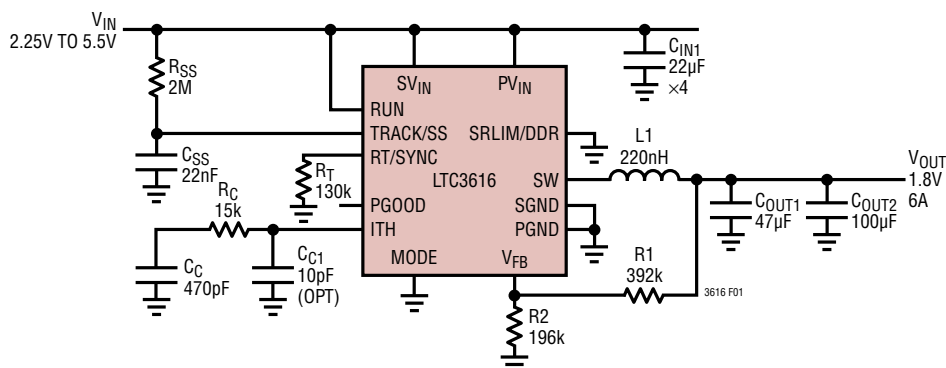 VIN
2.25V TO 5.5V
RSS
2M
CSS
22nF
RC
15k
CC
470pF
CC1
10pF
(OPT)
RT
130k
SVIN
PVIN
RUN
TRACK/SS
RT/SYNC
PGOOD
ITH
MODE
LTC3616
SRLIM/DDR
SW
SGND
PGND
VFB
CIN1
22µF
×4
L1
220nH
VOUT
1.8V
6A
COUT1
47µF
COUT2
100µF
R1
392k
R2
196k
3616 F01